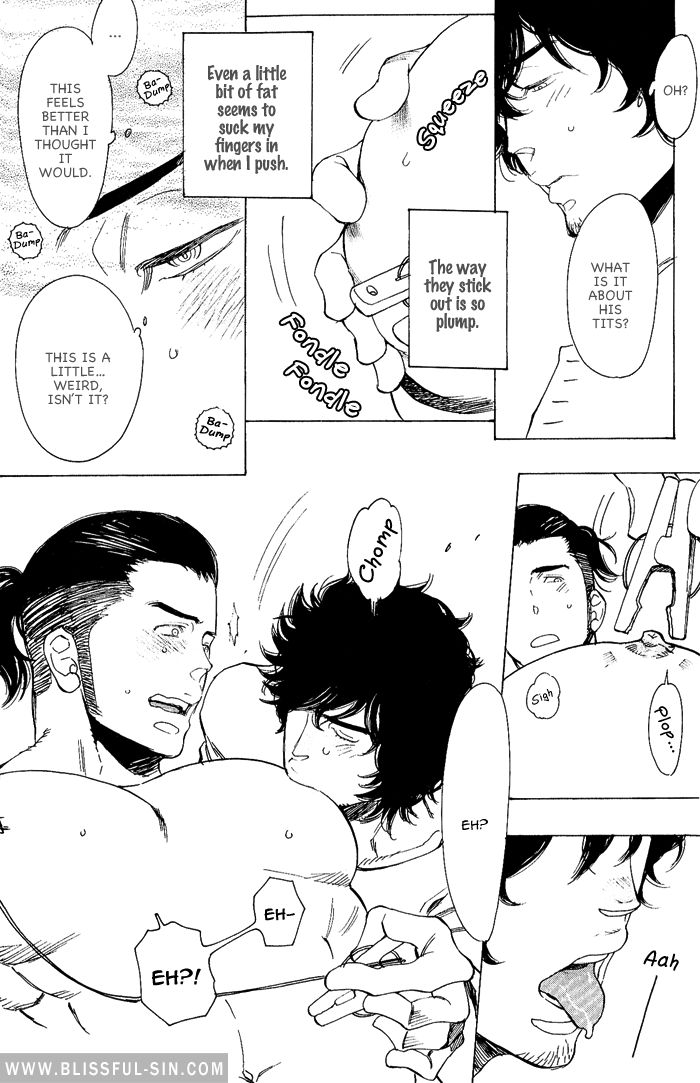 OH?
WHAT
IS IT
ABOUT
HIS
TITS?
Squeeze
The way
they stick
out is so
plump.
Fondle
Fondle
Even a little
bit of fat
seems to
suck my
fingers in
when I push.
...
THIS
FEELS
BETTER
THAN I
THOUGHT
IT
WOULD.
Ba-
Dump
Ba-
Dump
THIS IS A
LITTLE...
WEIRD,
ISN'T IT?
Ba-
Dump
Sigh
Plop...
Aah
EH?
Chomp
EH-
EH?!
WWW.BLISSFUL-SIN.COM